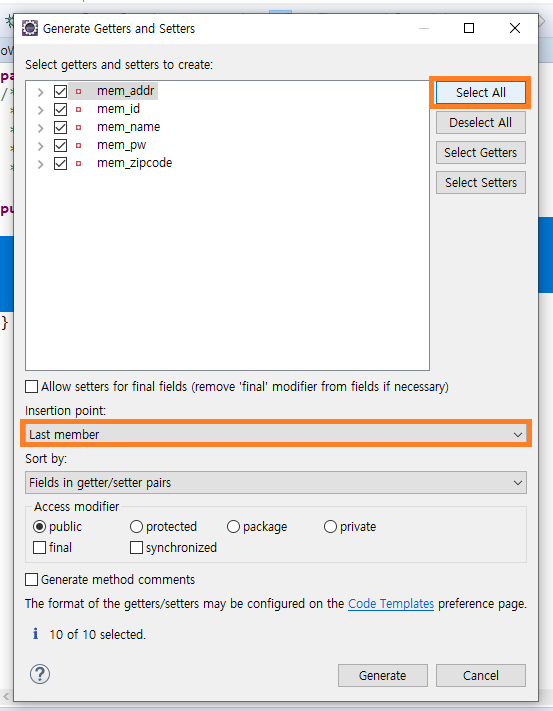 Generate Getters and Setters
Select getters and setters to create:
mem_addr
mem_id
mem_name
mem_pw
mem_zipcode
Select All
Deselect All
Select Getters
Select Setters
Allow setters for final fields (remove 'final' modifier from fields if necessary)
Insertion point:
Last member
Sort by:
Fields in getter/setter pairs
Access modifier
public protected package private
final synchronized
Generate method comments
The format of the getters/setters may be configured on the Code Templates preference page.
10 of 10 selected.
Generate Cancel
pa
/*
*
*
*
*
pu
}